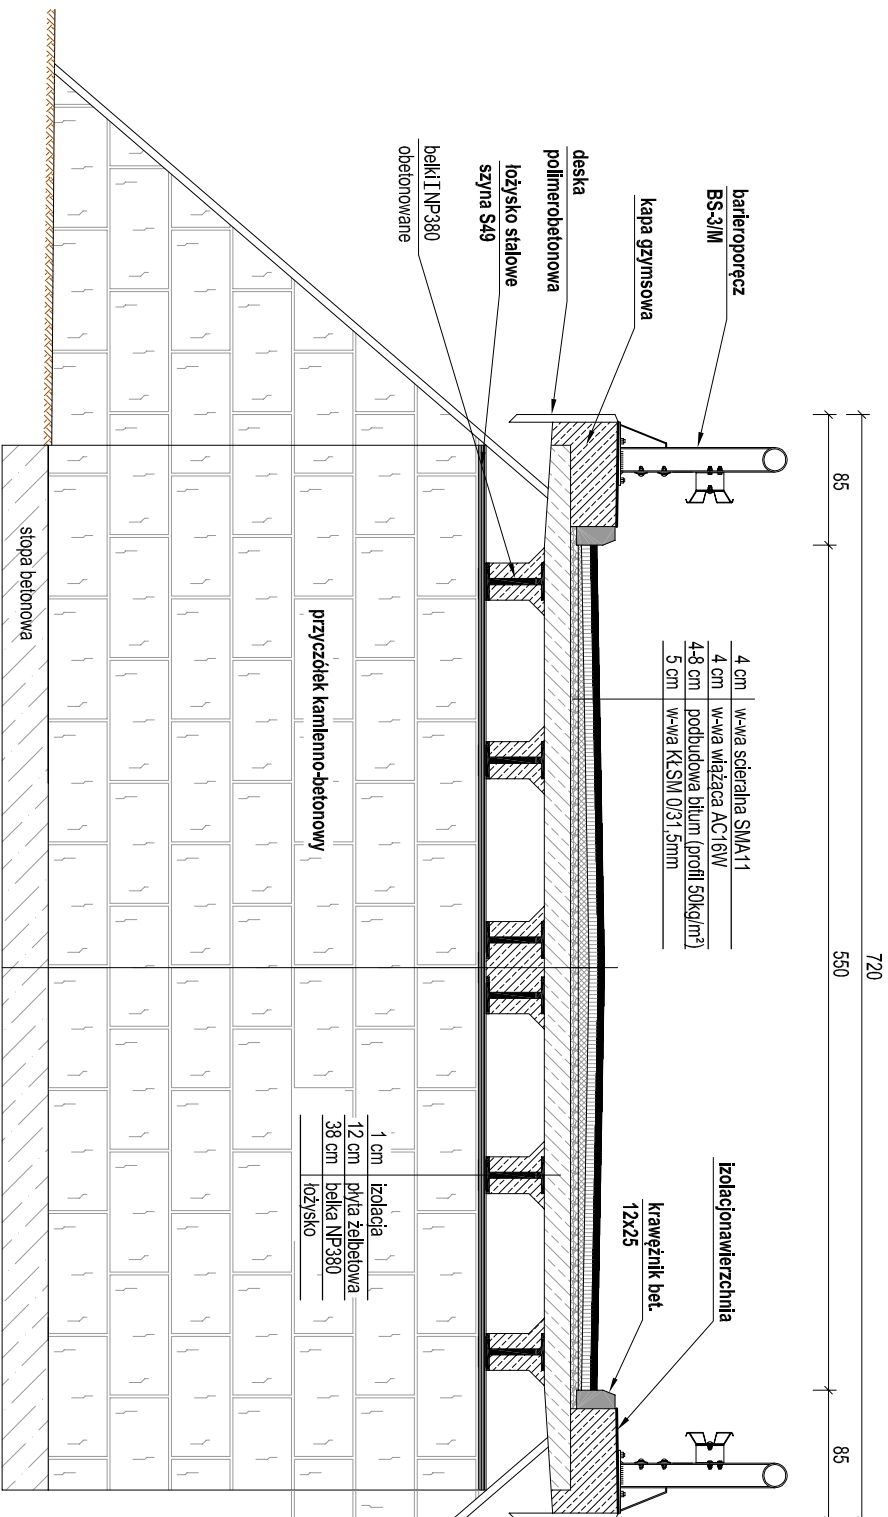 720
85
550
85
barieroporęcz
BS-3/M
kapa gzymsowa
deska
polimerobetonowa
łożysko stalowe
szyna S49
belki I NP380
obetonowane
4 cm w-wa scieralna SMA11
4 cm w-wa wiążąca AC16W
4-8 cm podbudowa bitum (profil 50kg/m²)
5 cm w-wa KŁSM 0/31,5mm
izolacjonawierzchnia
krawężnik bet.
12x25
1 cm izolacja
12 cm płyta żelbetowa
38 cm belka NP380
łożysko
przyczółek kamienno-betonowy
stopa betonowa